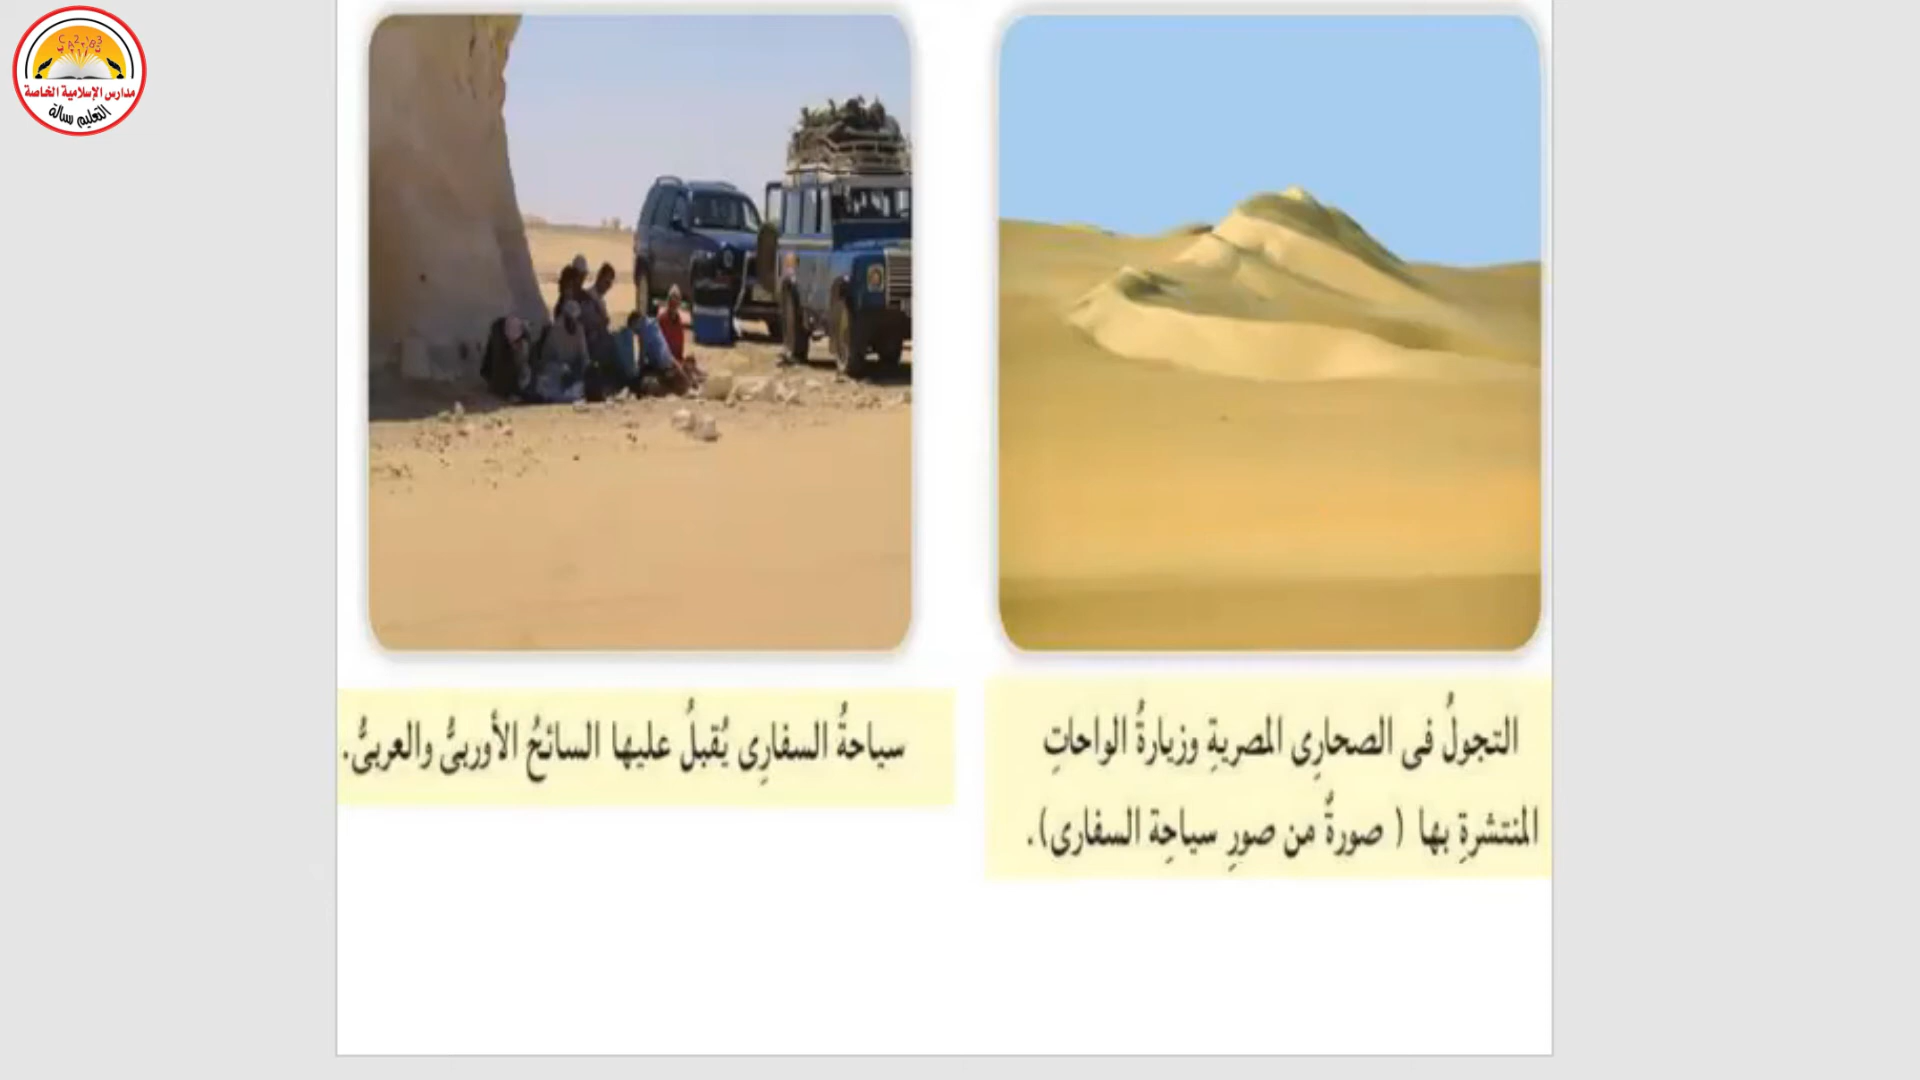 مدارس الإسلامية الخاصة
التعليم رسالة
التجولُ فى الصحارِى المصريةِ وزيارةُ الواحاتِ
المنتشرةِ بها ( صورةٌ من صورِ سياحِة السفارى).
سياحةُ السفارِى يُقبلُ عليها السائحُ الأوربىُّ والعربىُّ.